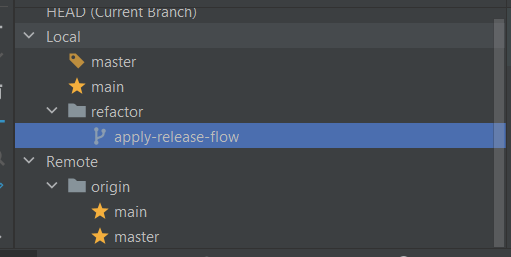 HEAD (Current Branch)
Local
master
main
refactor
apply-release-flow
Remote
origin
main
master